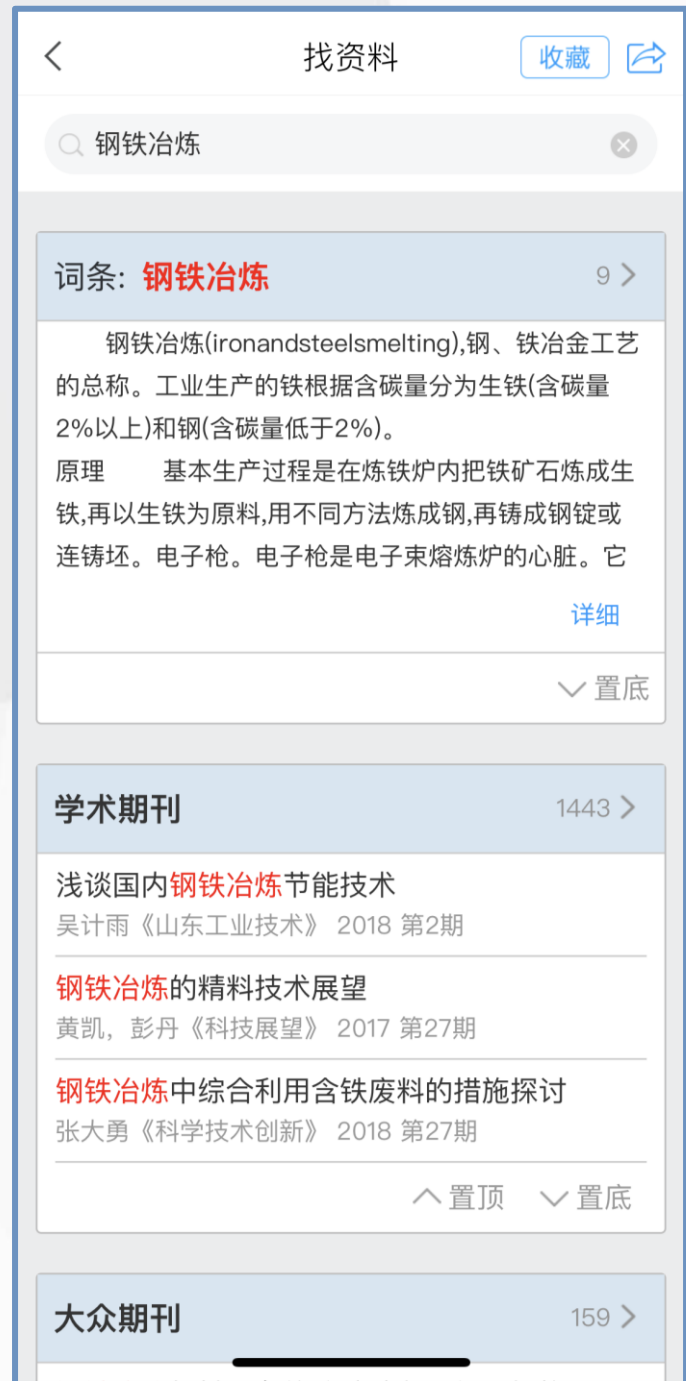 找资料
收藏
钢铁冶炼
词条: 钢铁冶炼
9
钢铁冶炼(ironandsteelsmelting),钢、铁冶金工艺
的总称。工业生产的铁根据含碳量分为生铁(含碳量
2%以上)和钢(含碳量低于2%)。
原理 基本生产过程是在炼铁炉内把铁矿石炼成生
铁,再以生铁为原料,用不同方法炼成钢,再铸成钢锭或
连铸坯。电子枪。电子枪是电子束熔炼炉的心脏。它
详细
置底
学术期刊
1443
浅谈国内钢铁冶炼节能技术
吴计雨《山东工业技术》 2018 第2期
钢铁冶炼的精料技术展望
黄凯，彭丹《科技展望》 2017 第27期
钢铁冶炼中综合利用含铁废料的措施探讨
张大勇《科学技术创新》 2018 第27期
置顶 置底
大众期刊
159